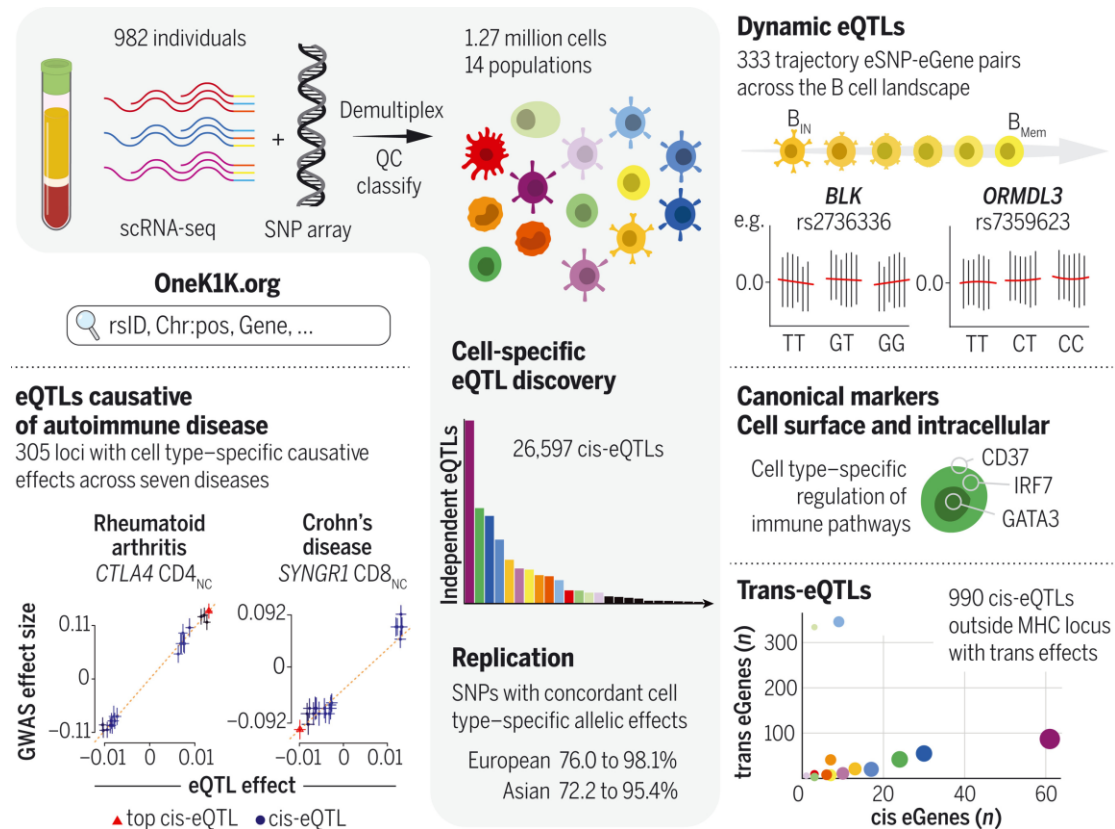 982 individuals
scRNA-seq
+
SNP array
Demultiplex
QC
classify
1.27 million cells
14 populations
OneK1K.org
rsID, Chr:pos, Gene, ...
eQTLs causative
of autoimmune disease
305 loci with cell type–specific causative
effects across seven diseases
Rheumatoid
arthritis
CTLA4 CD4NC
GWAS effect size
0.11
0
−0.11
−0.01
0
0.01
Crohn's
disease
SYNGR1 CD8NC
0.092
0
−0.092
−0.01
0
0.01
eQTL effect
top cis-eQTL
cis-eQTL
Cell-specific
eQTL discovery
Independent eQTLs
26,597 cis-eQTLs
Replication
SNPs with concordant cell
type–specific allelic effects
European 76.0 to 98.1%
Asian 72.2 to 95.4%
Dynamic eQTLs
333 trajectory eSNP-eGene pairs
across the B cell landscape
BIN
BMem
e.g.
BLK
rs2736336
0.0
TT GT GG
ORMDL3
rs7359623
0.0
TT CT CC
Canonical markers
Cell surface and intracellular
Cell type–specific
regulation of
immune pathways
CD37
IRF7
GATA3
Trans-eQTLs
990 cis-eQTLs
outside MHC locus
with trans effects
trans eGenes (n)
300
200
100
0 20 40 60
cis eGenes (n)